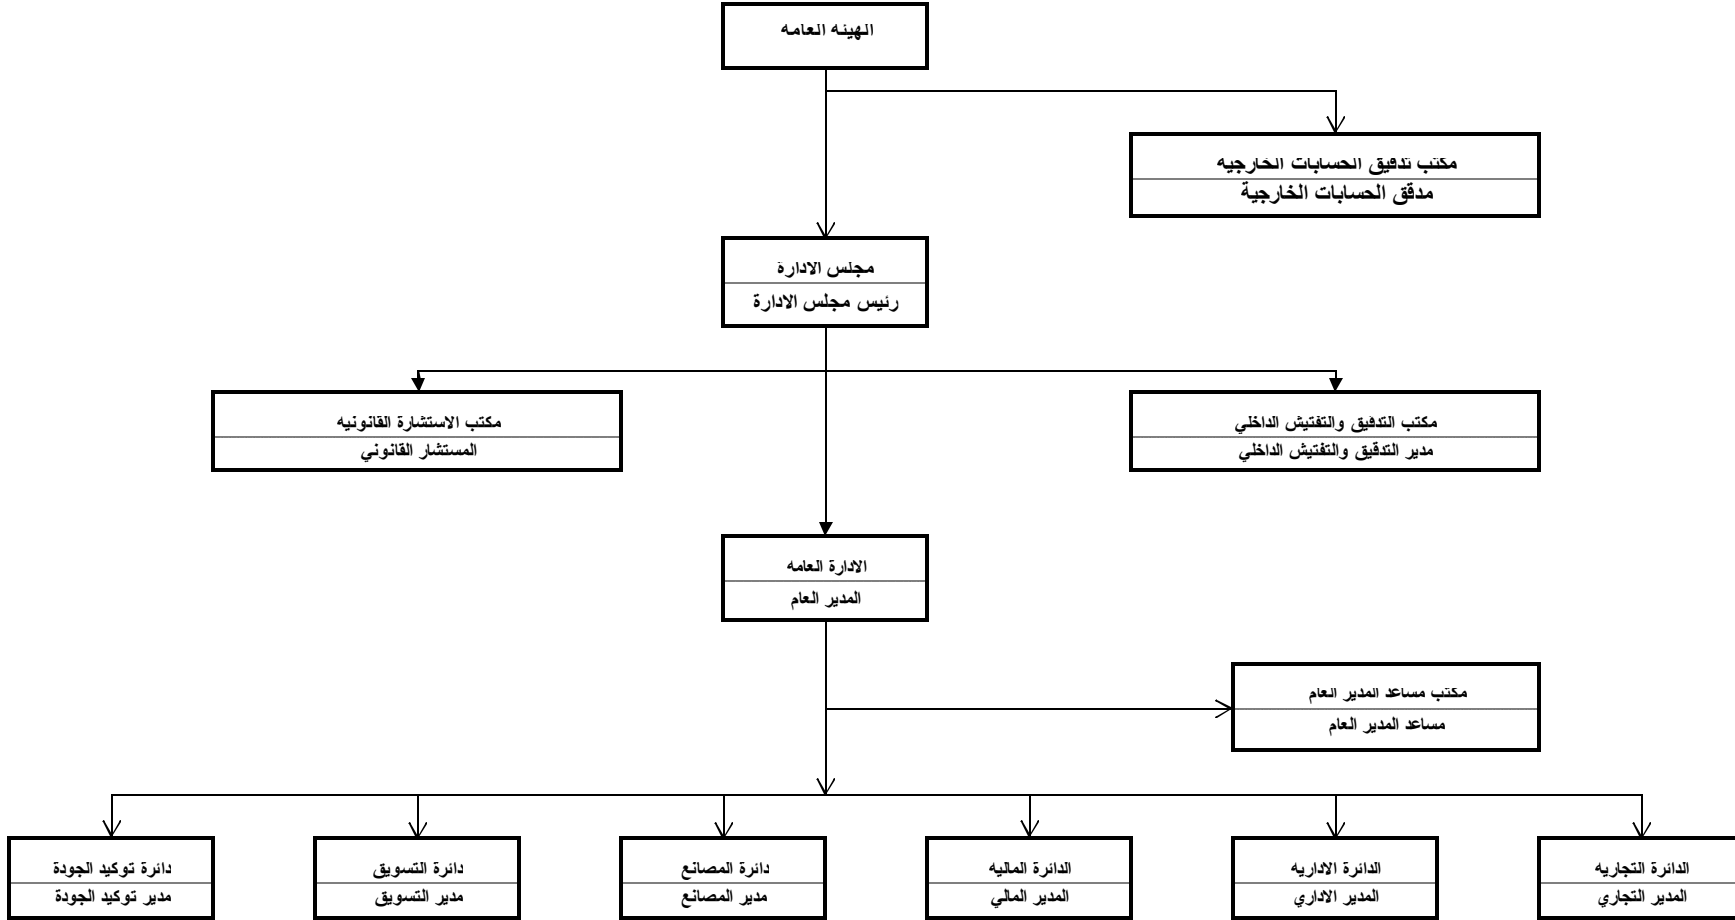 الهيئه العامه
مكتب تدقيق الحسابات الخارجيه
مدقق الحسابات الخارجية
مجلس الادارة
رئيس مجلس الادارة
مكتب التدقيق والتفتيش الداخلي
مدير التدقيق والتفتيش الداخلي
مكتب الاستشارة القانونيه
المستشار القانوني
الادارة العامه
المدير العام
مكتب مساعد المدير العام
مساعد المدير العام
الدائرة التجاريه
المدير التجاري
الدائرة الاداريه
المدير الاداري
الدائرة الماليه
المدير المالي
دائرة المصانع
مدير المصانع
دائرة التسويق
مدير التسويق
دائرة توكيد الجودة
مدير توكيد الجودة